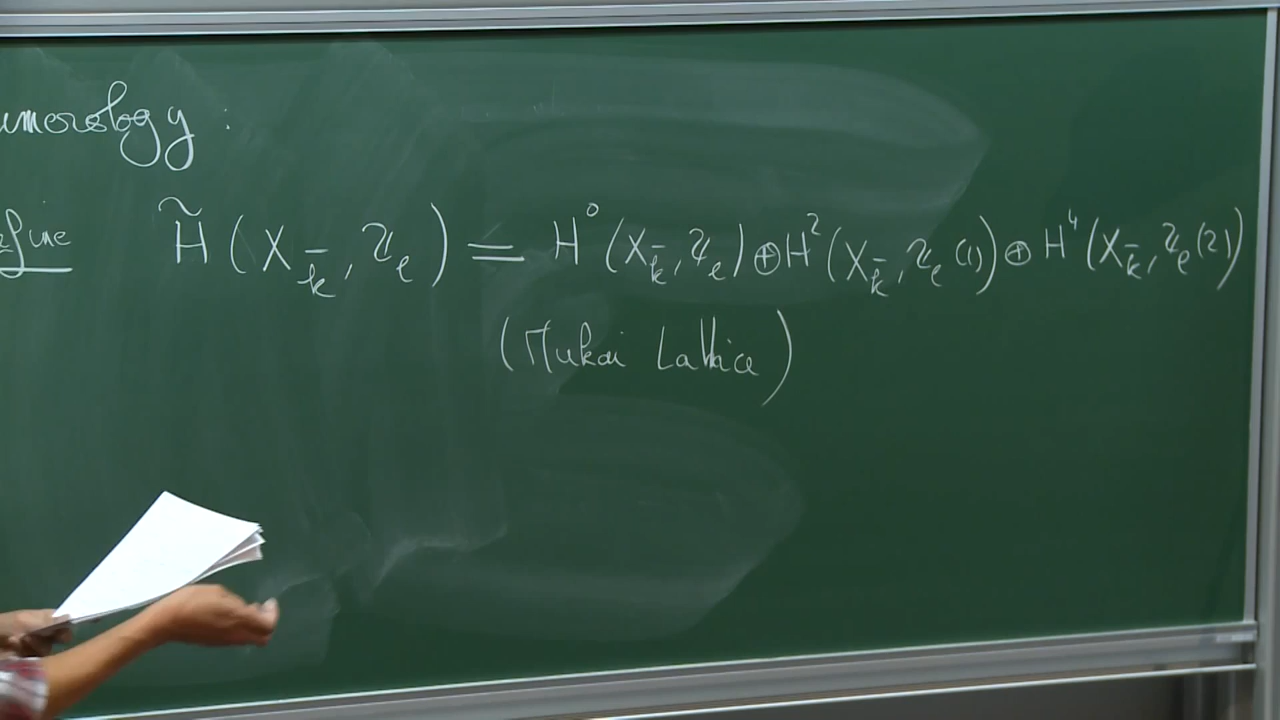 umerology :
efine H̃(X_k̄, ℤ_ℓ) = H⁰(X_k̄, ℤ_ℓ) ⊕ H²(X_k̄, ℤ_ℓ(1)) ⊕ H⁴(X_k̄, ℤ_ℓ(2))
(Mukai Lattice)